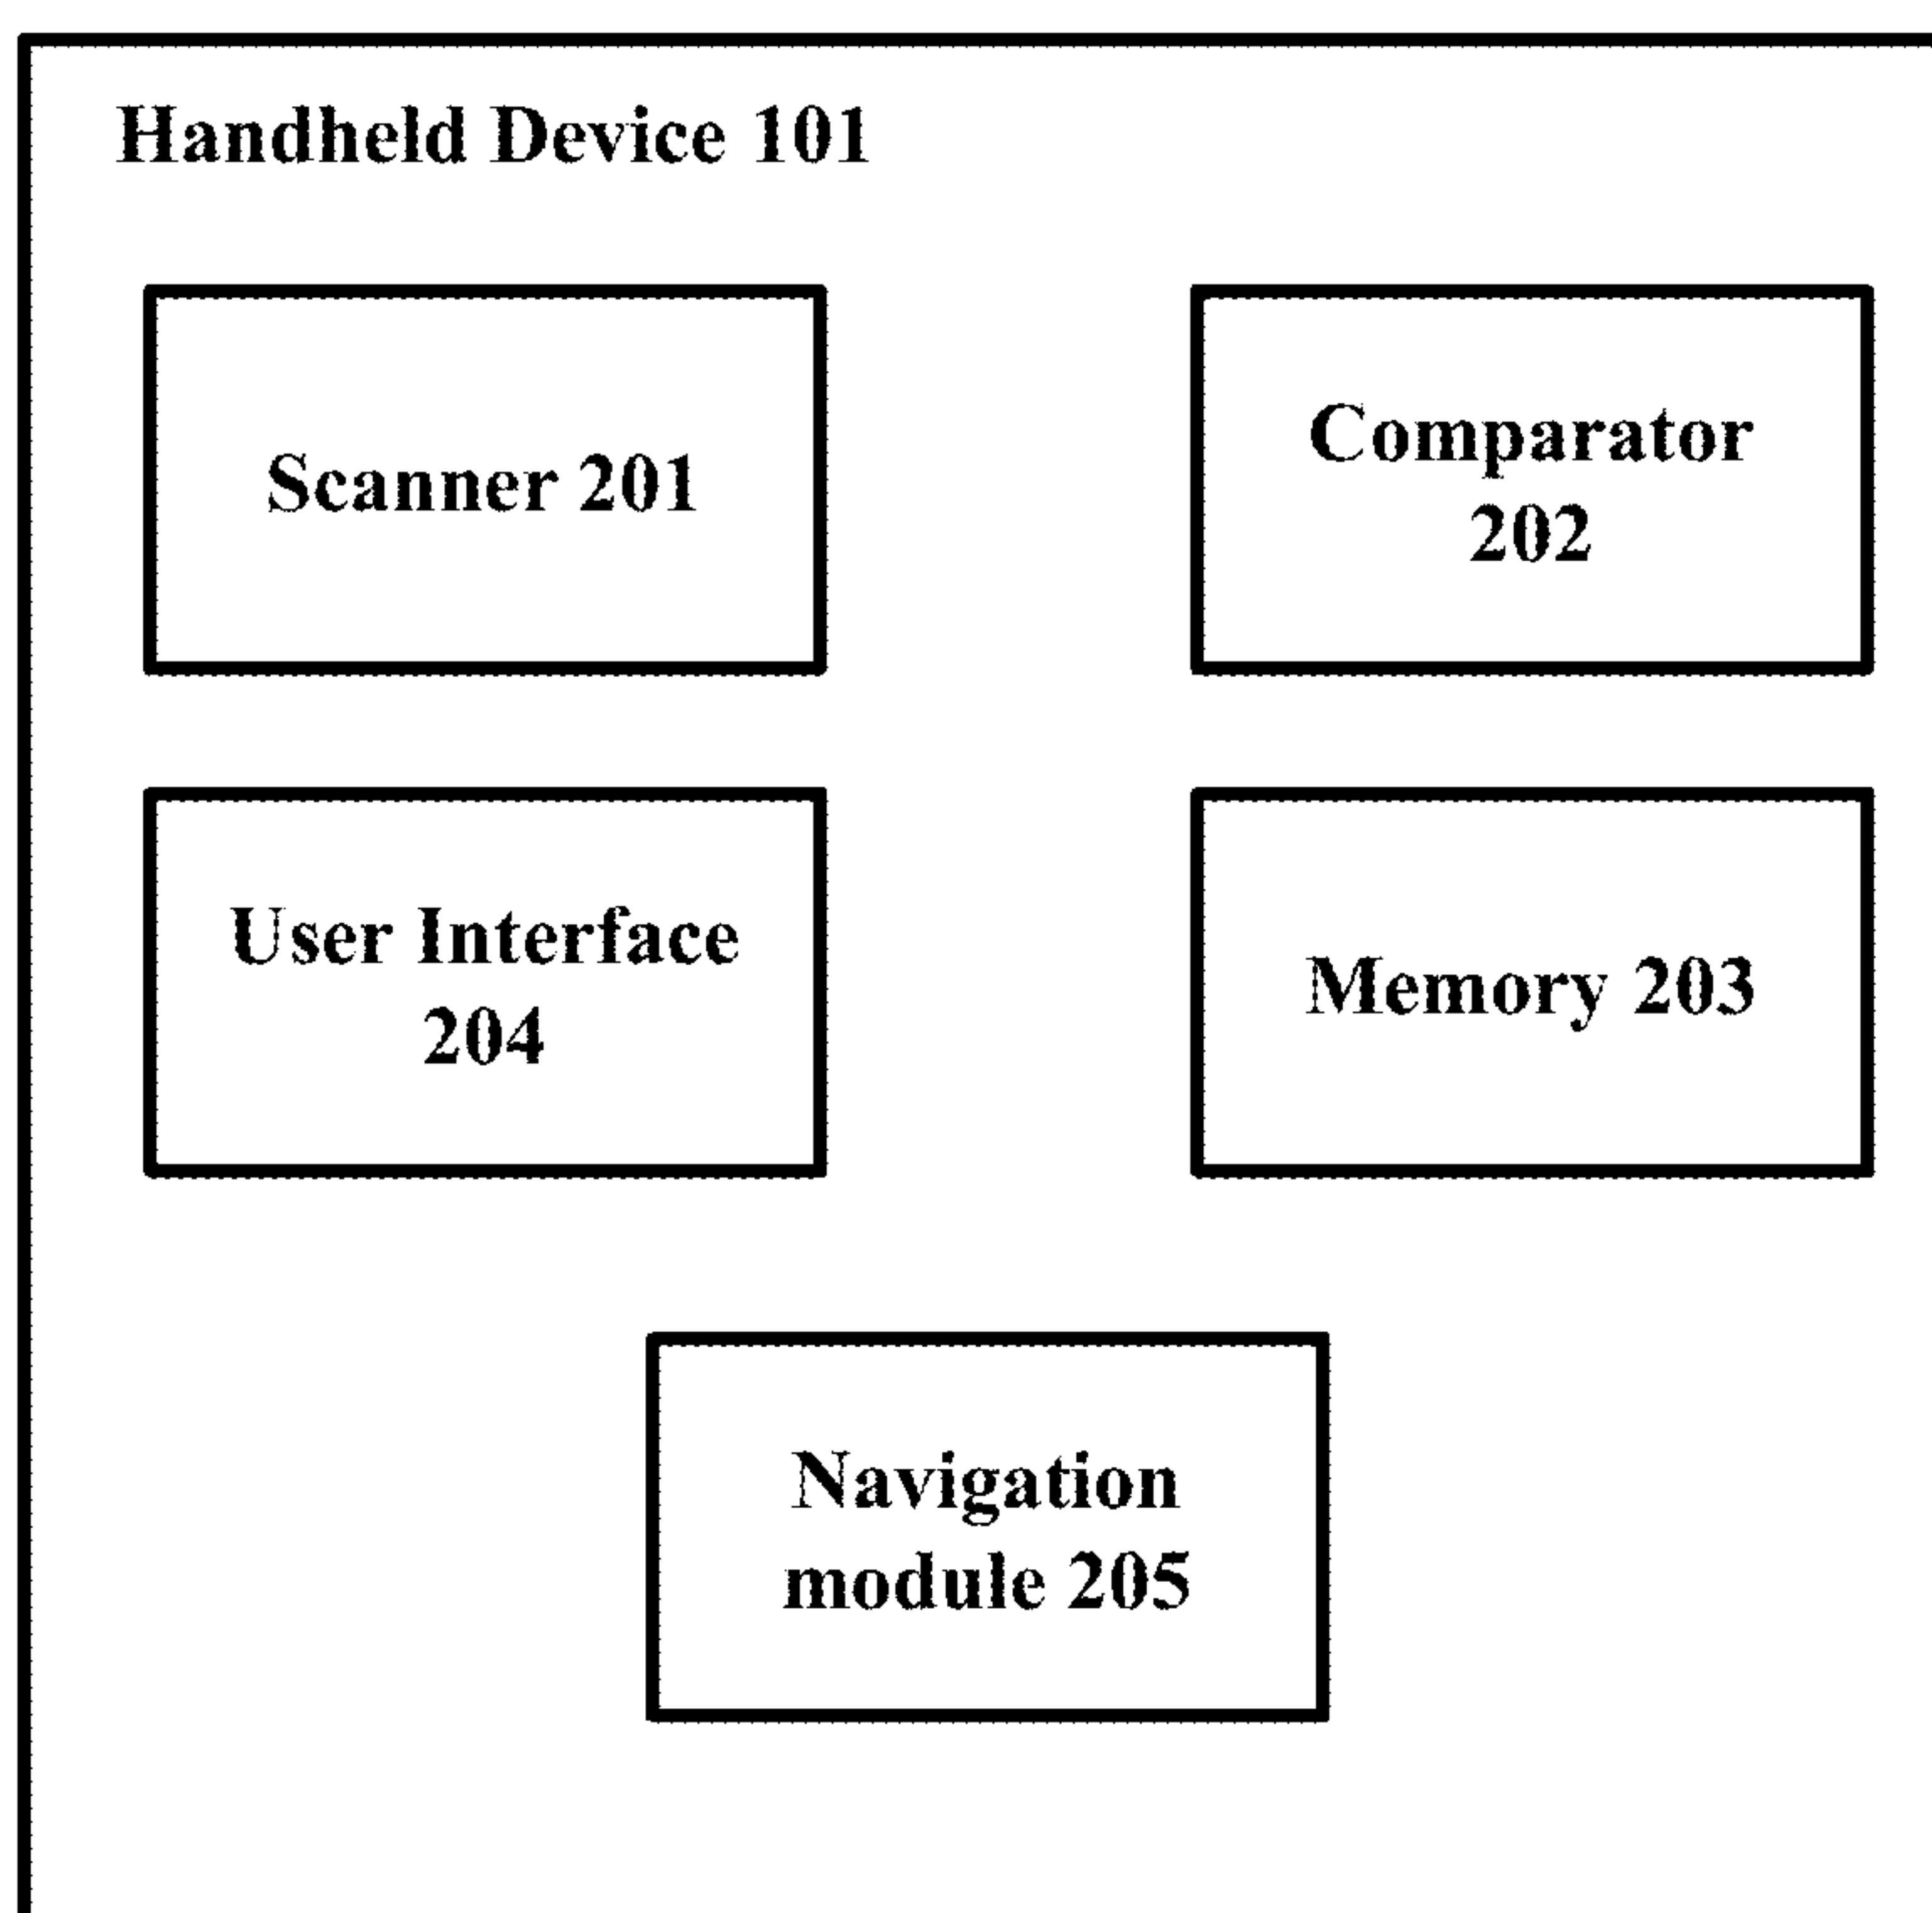 Handheld Device 101
Scanner 201
Comparator
202
User Interface
204
Memory 203
Navigation
module 205